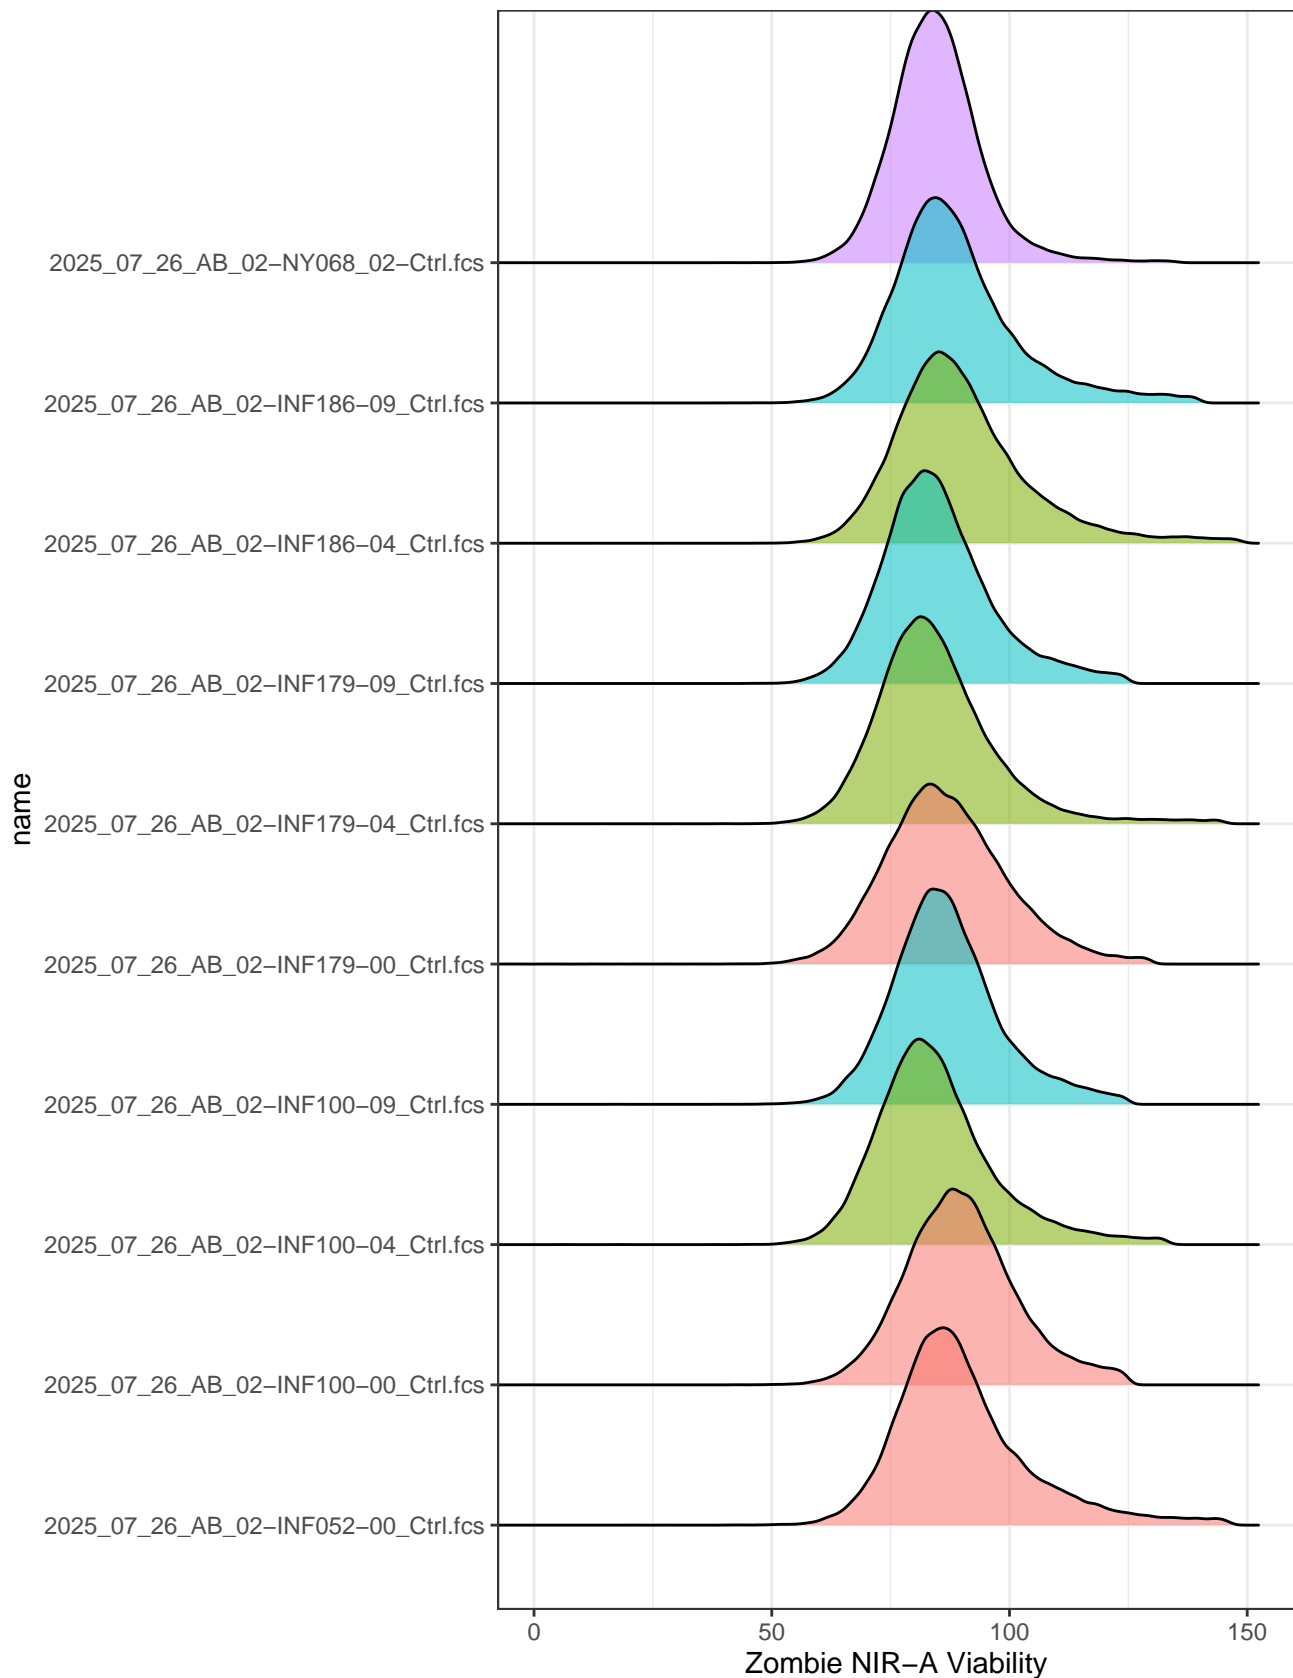 2025_07_26_AB_02−NY068_02−Ctrl.fcs
2025_07_26_AB_02−INF186−09_Ctrl.fcs
2025_07_26_AB_02−INF186−04_Ctrl.fcs
2025_07_26_AB_02−INF179−09_Ctrl.fcs
2025_07_26_AB_02−INF179−04_Ctrl.fcs
2025_07_26_AB_02−INF179−00_Ctrl.fcs
2025_07_26_AB_02−INF100−09_Ctrl.fcs
2025_07_26_AB_02−INF100−04_Ctrl.fcs
2025_07_26_AB_02−INF100−00_Ctrl.fcs
2025_07_26_AB_02−INF052−00_Ctrl.fcs
name
0 50 100 150
Zombie NIR−A Viability